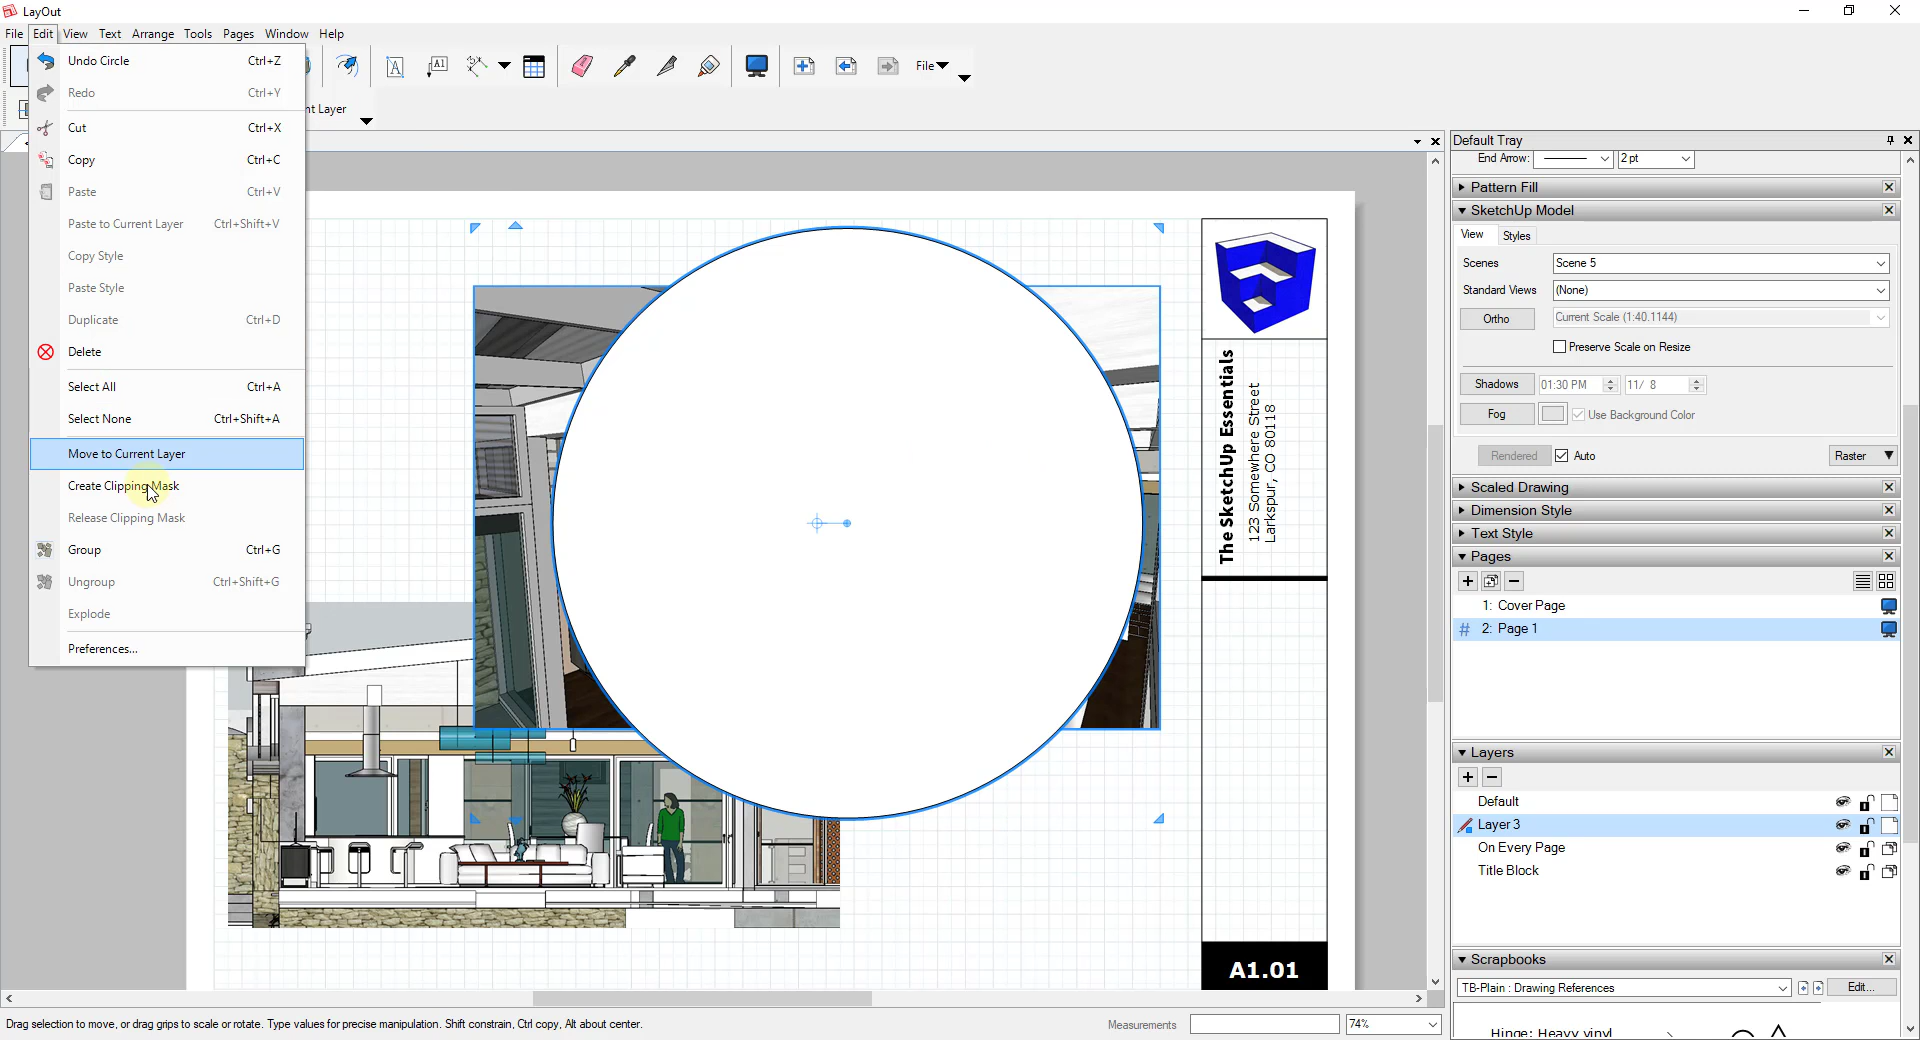 LayOut
File Edit View Text Arrange Tools Pages Window Help
Undo Circle Ctrl+Z
Redo Ctrl+Y
Cut Ctrl+X
Copy Ctrl+C
Paste Ctrl+V
Paste to Current Layer Ctrl+Shift+V
Copy Style
Paste Style
Duplicate Ctrl+D
Delete
Select All Ctrl+A
Select None Ctrl+Shift+A
Move to Current Layer
Create Clipping Mask
Release Clipping Mask
Group Ctrl+G
Ungroup Ctrl+Shift+G
Explode
Preferences...
A
A1
File
nt Layer
The SketchUp Essentials
123 Somewhere Street
Larkspur, CO 80118
A1.01
Default Tray
End Arrow: 2 pt
Pattern Fill
SketchUp Model
View Styles
Scenes Scene 5
Standard Views (None)
Ortho Current Scale (1:40.1144)
Preserve Scale on Resize
Shadows 01:30 PM 11/ 8
Fog Use Background Color
Rendered Auto Raster
Scaled Drawing
Dimension Style
Text Style
Pages
1: Cover Page
# 2: Page 1
Layers
Default
Layer 3
On Every Page
Title Block
Scrapbooks
TB-Plain : Drawing References Edit...
Hinge: Heavy vinyl
Drag selection to move, or drag grips to scale or rotate. Type values for precise manipulation. Shift constrain, Ctrl copy, Alt about center.
Measurements 74%